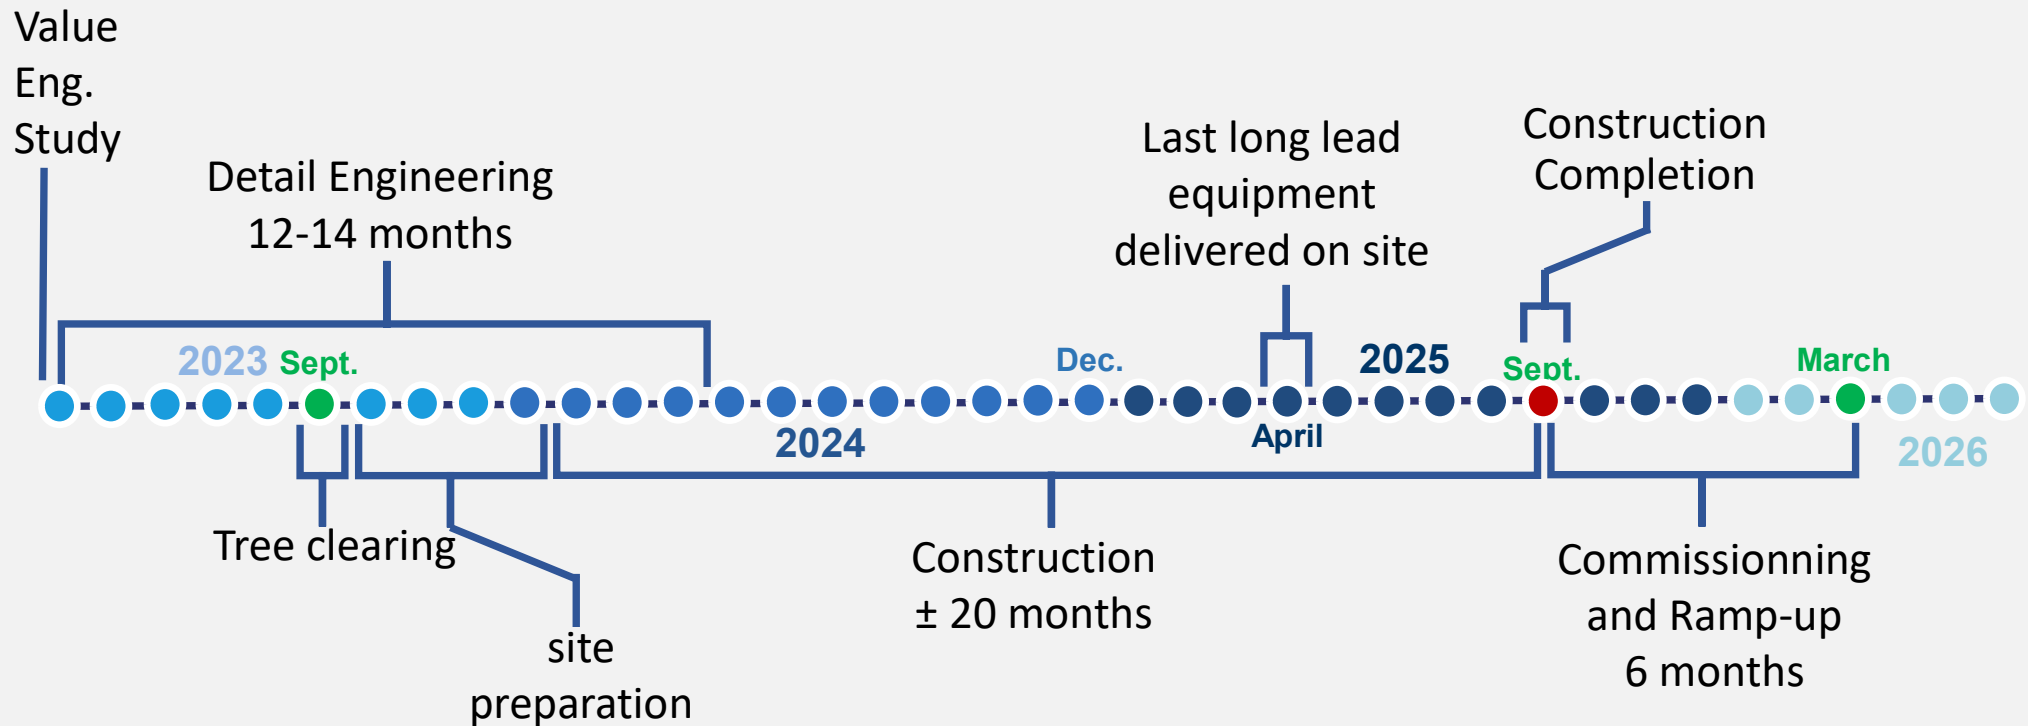 Value
Eng.
Study
Detail Engineering
12-14 months
Last long lead
equipment
delivered on site
Construction
Completion
2023 Sept.
Dec.
2025
Sept.
March
2024
April
2026
Tree clearing
site
preparation
Construction
± 20 months
Commissionning
and Ramp-up
6 months